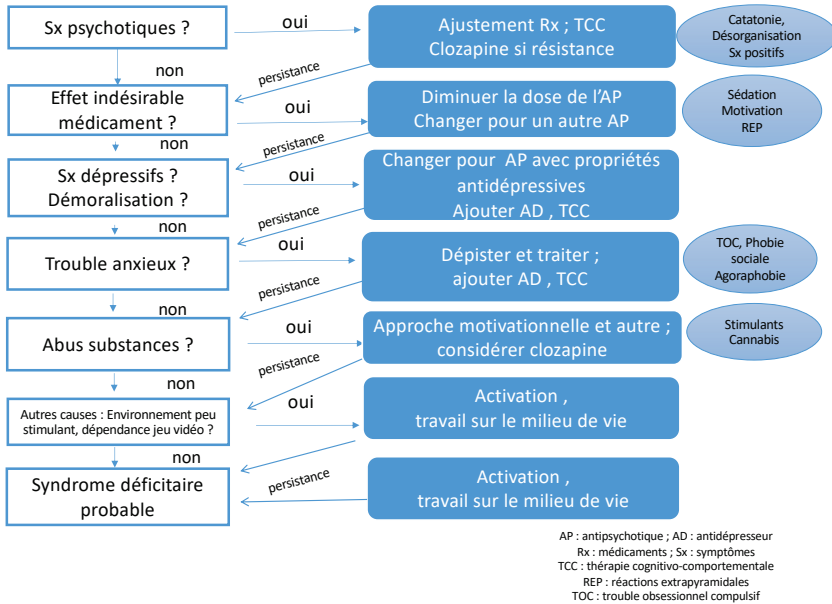 Sx psychotiques ?
oui
Ajustement Rx ; TCC
Clozapine si résistance
Catatonie,
Désorganisation
Sx positifs
non
persistance
Effet indésirable
médicament ?
oui
Diminuer la dose de l’AP
Changer pour un autre AP
Sédation
Motivation
REP
non
persistance
Sx dépressifs ?
Démoralisation ?
oui
Changer pour AP avec propriétés
antidépressives
Ajouter AD , TCC
non
persistance
Trouble anxieux ?
oui
Dépister et traiter ;
ajouter AD , TCC
TOC, Phobie
sociale
Agoraphobie
non
persistance
Abus substances ?
oui
Approche motivationnelle et autre ;
considérer clozapine
Stimulants
Cannabis
non
persistance
Autres causes : Environnement peu
stimulant, dépendance jeu vidéo ?
oui
Activation ,
travail sur le milieu de vie
non
Syndrome déficitaire
probable
persistance
Activation ,
travail sur le milieu de vie
AP : antipsychotique ; AD : antidépresseur
Rx : médicaments ; Sx : symptômes
TCC : thérapie cognitivo-comportementale
REP : réactions extrapyramidales
TOC : trouble obsessionnel compulsif